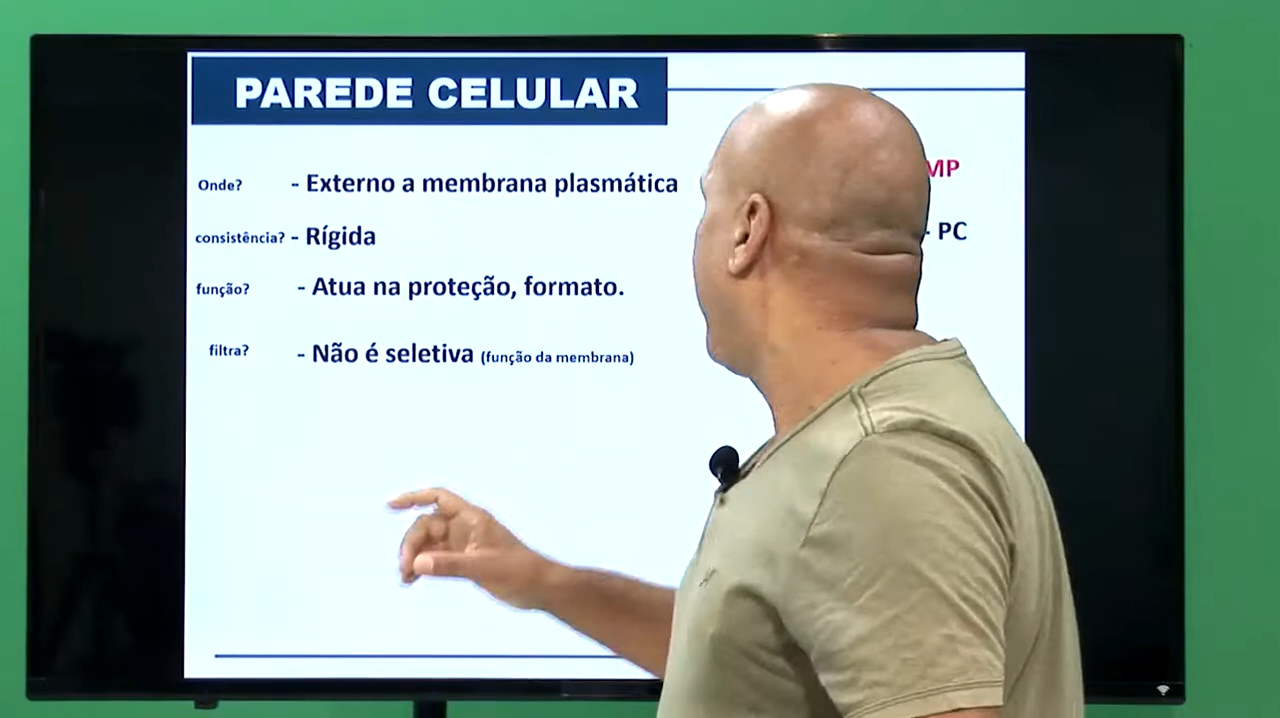 PAREDE CELULAR
Onde? - Externo a membrana plasmática
MP
consistência? - Rígida
- PC
função? - Atua na proteção, formato.
filtra? - Não é seletiva (função da membrana)